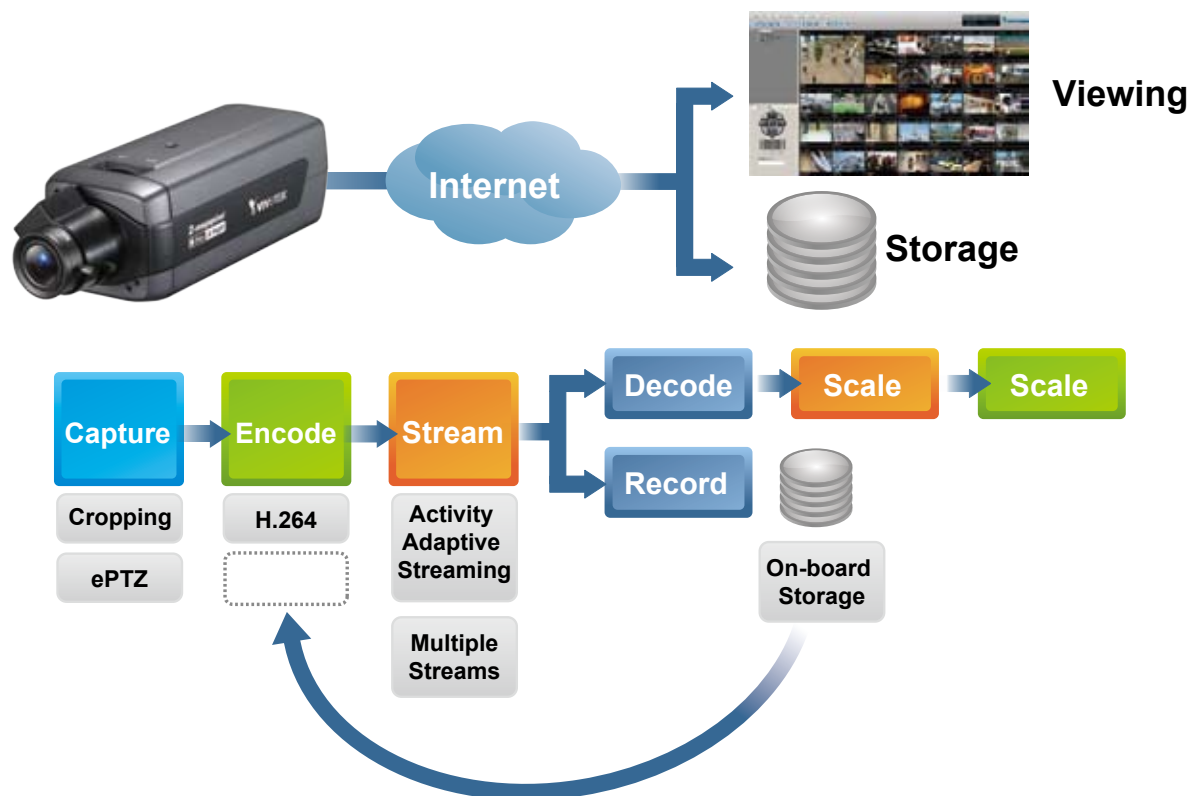 Viewing
Internet
Storage
Decode
Scale
Scale
Capture
Encode
Stream
Record
Cropping
H.264
Activity
Adaptive
Streaming
ePTZ
On-board
Storage
Multiple
Streams